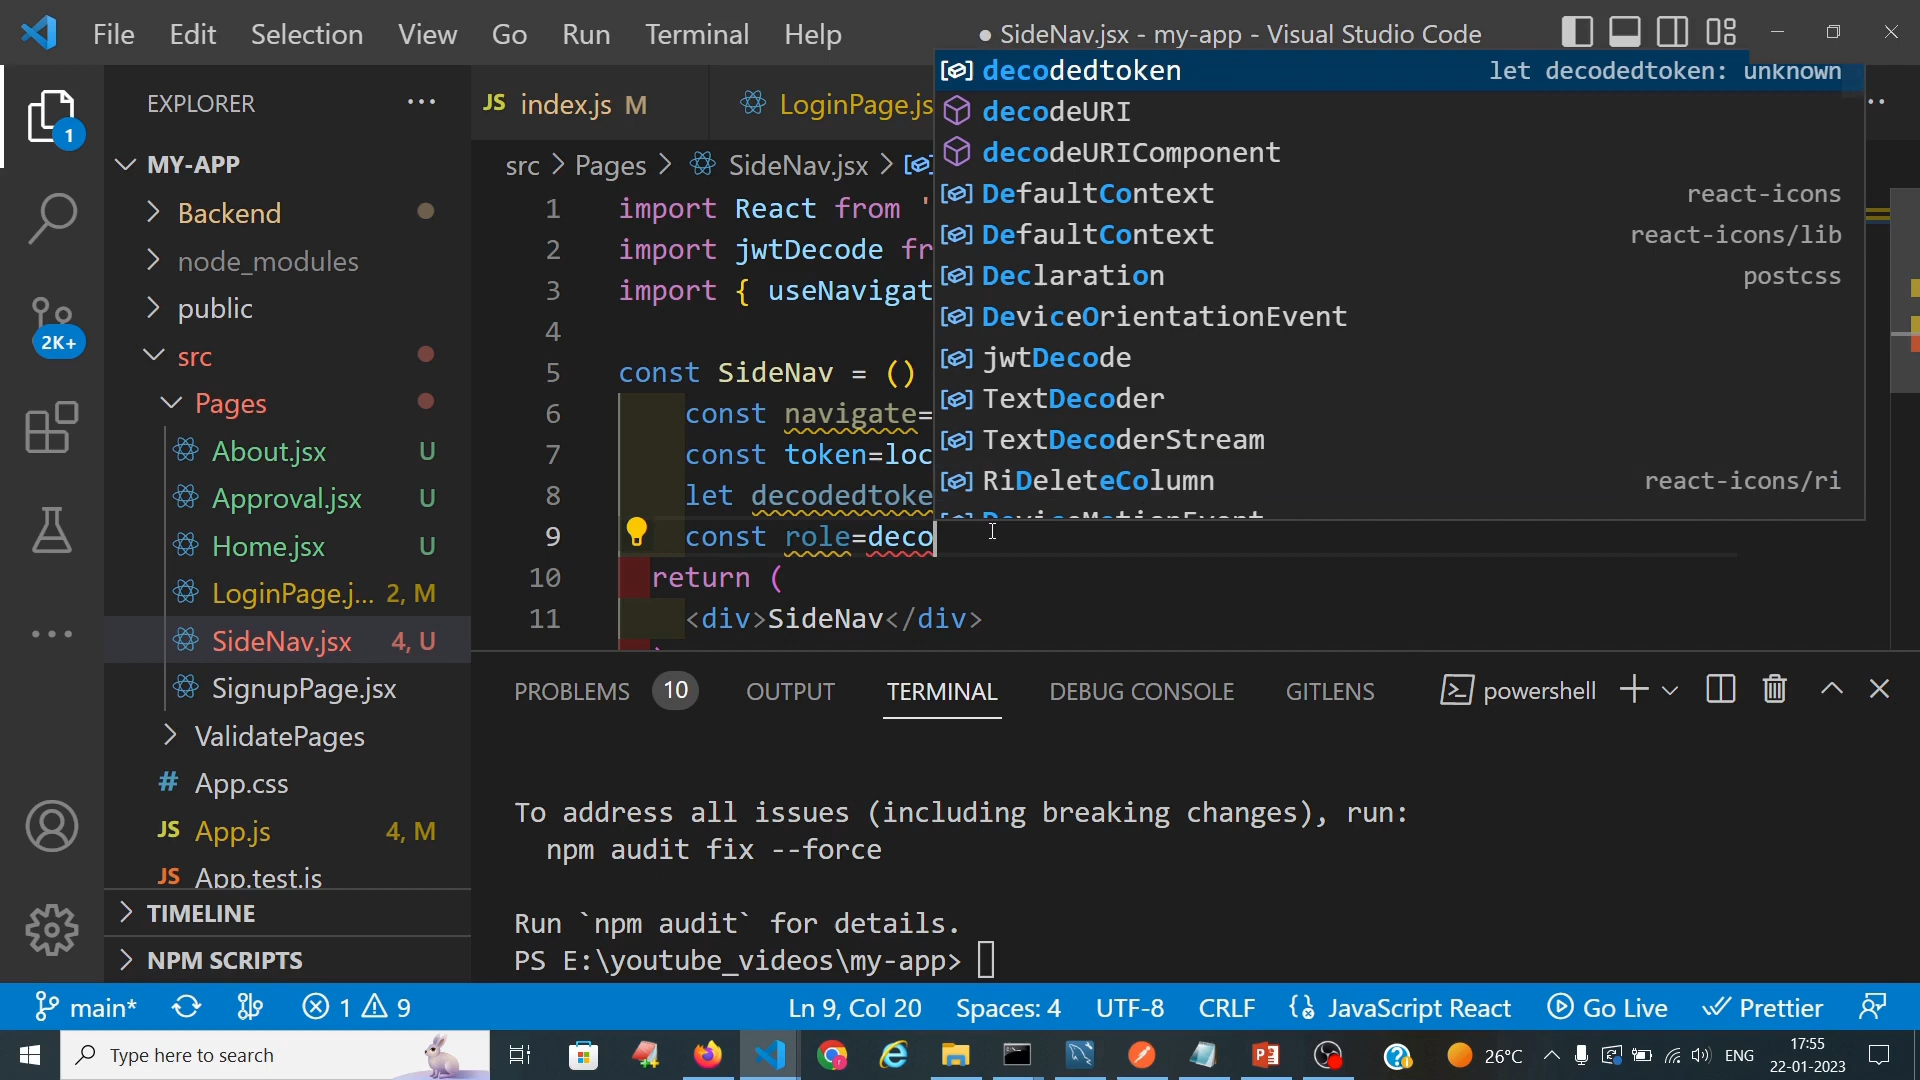 File Edit Selection View Go Run Terminal Help
● SideNav.jsx - my-app - Visual Studio Code
EXPLORER
MY-APP
Backend
node_modules
public
src
Pages
About.jsx U
Approval.jsx U
Home.jsx U
LoginPage.j... 2, M
SideNav.jsx 4, U
SignupPage.jsx
ValidatePages
App.css
App.js 4, M
App.test.js
TIMELINE
NPM SCRIPTS
1
2K+
index.js M
LoginPage.js
src > Pages > SideNav.jsx >
1 import React from '
2 import jwtDecode fr
3 import { useNavigat
4
5 const SideNav = ()
6 const navigate=
7 const token=loc
8 let decodedtoke
9 const role=deco
10 return (
11 <div>SideNav</div>
decodedtoken let decodedtoken: unknown
decodeURI
decodeURIComponent
DefaultContext react-icons
DefaultContext react-icons/lib
Declaration postcss
DeviceOrientationEvent
jwtDecode
TextDecoder
TextDecoderStream
RiDeleteColumn react-icons/ri
DeviceMotionEvent
PROBLEMS 10 OUTPUT TERMINAL DEBUG CONSOLE GITLENS powershell
To address all issues (including breaking changes), run:
npm audit fix --force
Run `npm audit` for details.
PS E:\youtube_videos\my-app>
main* 1 9 Ln 9, Col 20 Spaces: 4 UTF-8 CRLF JavaScript React Go Live Prettier
Type here to search
26°C ENG
17:55
22-01-2023